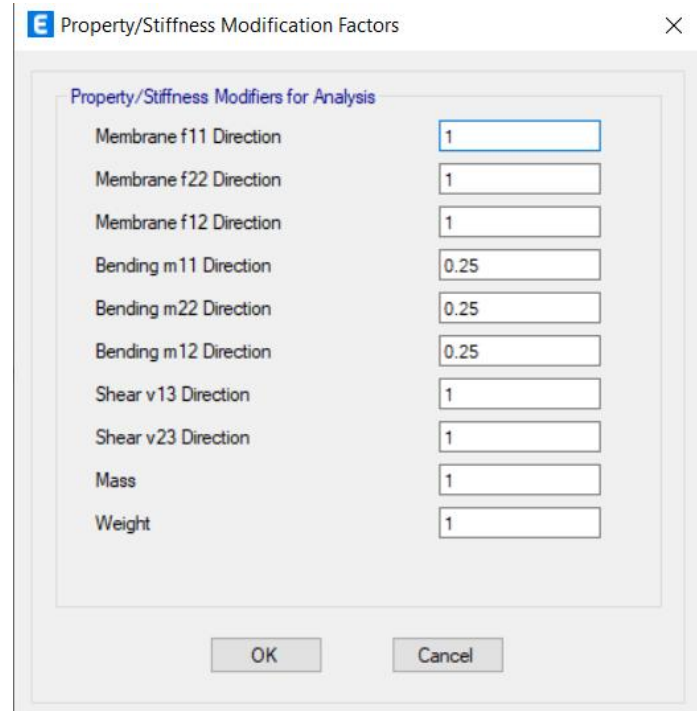 E Property/Stiffness Modification Factors
Property/Stiffness Modifiers for Analysis
Membrane f11 Direction 1
Membrane f22 Direction 1
Membrane f12 Direction 1
Bending m11 Direction 0.25
Bending m22 Direction 0.25
Bending m12 Direction 0.25
Shear v13 Direction 1
Shear v23 Direction 1
Mass 1
Weight 1
OK Cancel